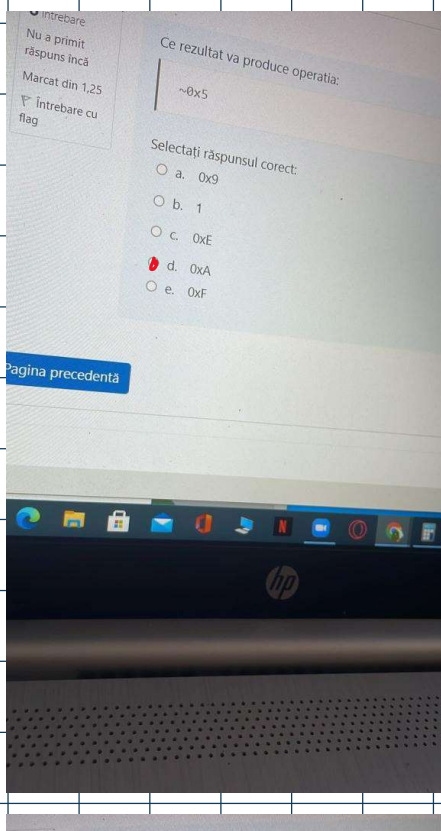 întrebare
Nu a primit
răspuns încă
Marcat din 1,25
Întrebare cu
flag
Ce rezultat va produce operatia:
~0x5
Selectați răspunsul corect:
a. 0x9
b. 1
c. 0xE
d. 0xA
e. 0xF
Pagina precedentă
N
hp